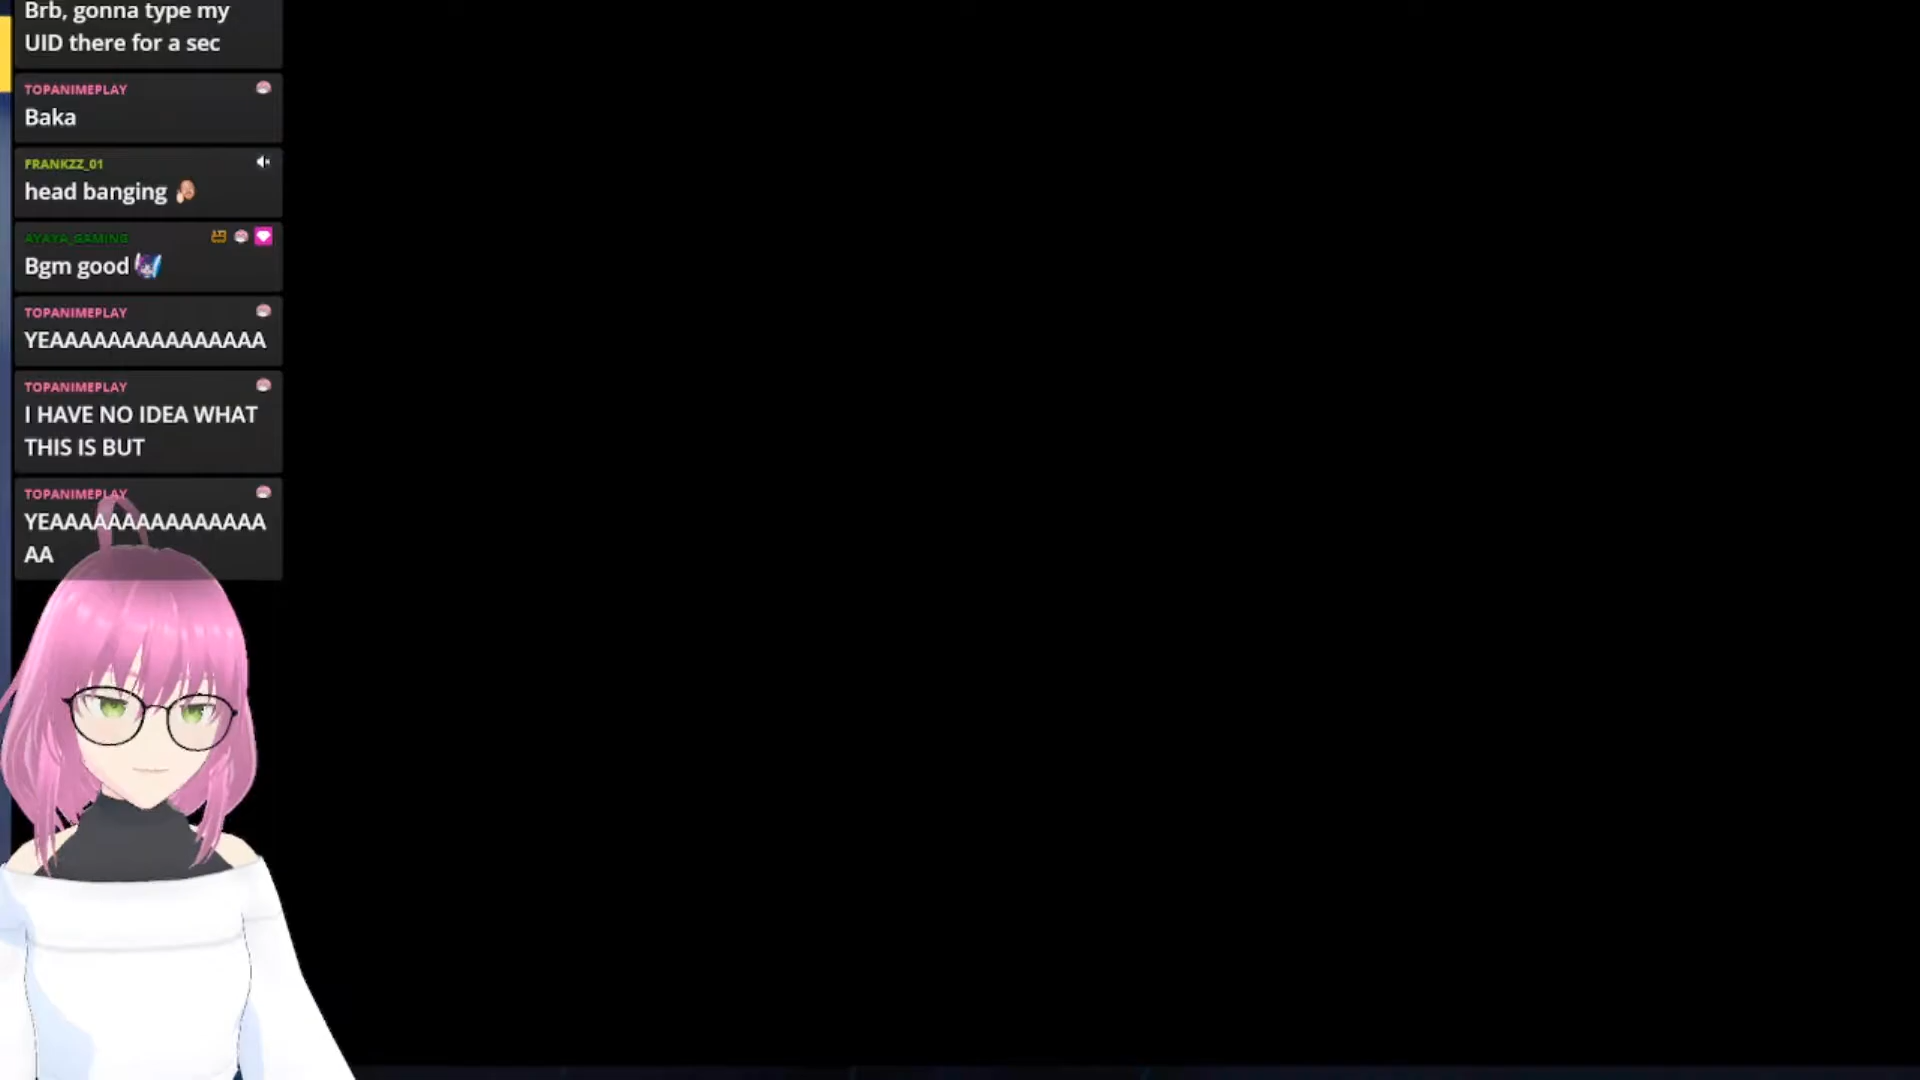 Brb, gonna type my
UID there for a sec
TOPANIMEPLAY
Baka
FRANKZZ_01
head banging
AYAYA_GAMING
Bgm good
TOPANIMEPLAY
YEAAAAAAAAAAAAAAA
TOPANIMEPLAY
I HAVE NO IDEA WHAT
THIS IS BUT
TOPANIMEPLAY
YEAAAAAAAAAAAAAAA
AA